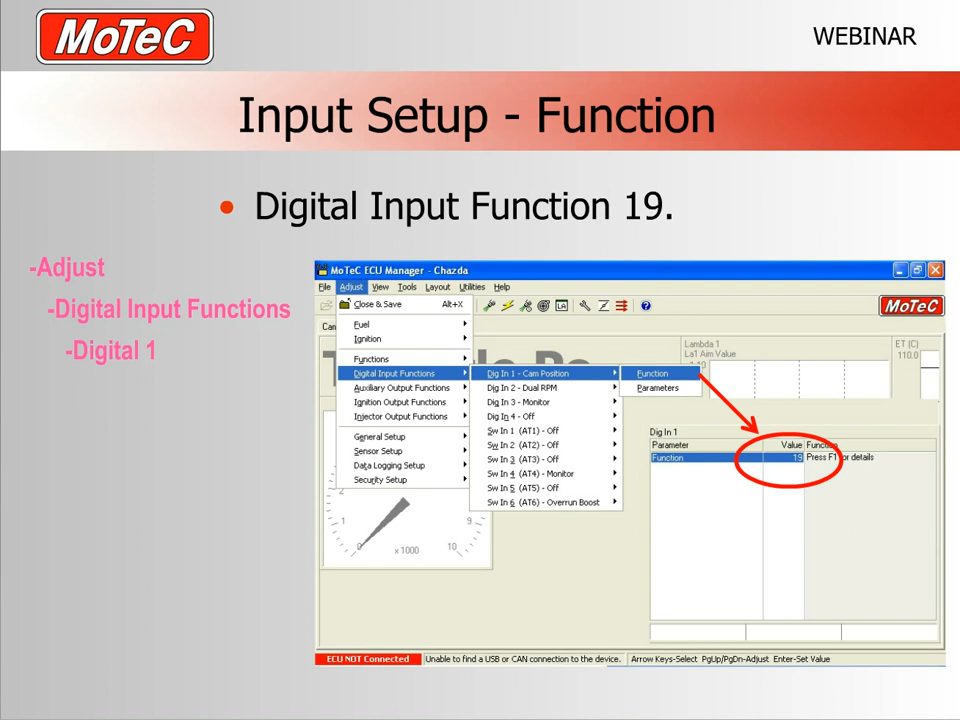 MoTeC
WEBINAR
Input Setup - Function
• Digital Input Function 19.
-Adjust
-Digital Input Functions
-Digital 1
MoTeC ECU Manager - Chazda
File Adjust View Tools Layout Utilities Help
Close & Save Alt+X
MoTeC
Fuel
Ignition
Functions
Digital Input Functions
Auxiliary Output Functions
Ignition Output Functions
Injector Output Functions
General Setup
Sensor Setup
Data Logging Setup
Security Setup
Dig In 1 - Cam Position
Dig In 2 - Dual RPM
Dig In 3 - Monitor
Dig In 4 - Off
Sw In 1 (AT1) - Off
Sw In 2 (AT2) - Off
Sw In 3 (AT3) - Off
Sw In 4 (AT4) - Monitor
Sw In 5 (AT5) - Off
Sw In 6 (AT6) - Overrun Boost
Function
Parameters
Lambda 1
La1 Aim Value
ET (C)
110.0
Dig In 1
Parameter Value Function
Function 19 Press F1 for details
2
1 9
0 x 1000 10
ECU NOT Connected Unable to find a USB or CAN connection to the device. Arrow Keys-Select PgUp/PgDn-Adjust Enter-Set Value